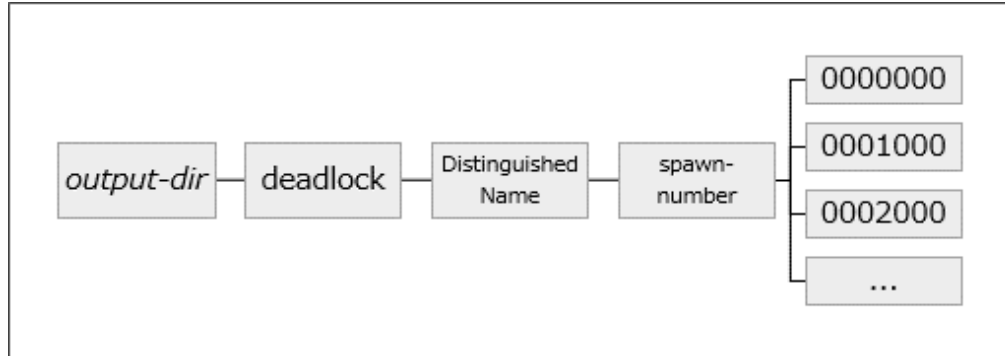 output-dir
deadlock
Distinguished
Name
spawn-
number
0000000
0001000
0002000
...